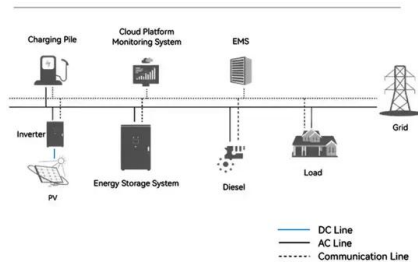 Charging Pile
Cloud Platform
Monitoring System
EMS
Grid
Inverter
PV
Energy Storage System
Diesel
Load
DC Line
AC Line
Communication Line